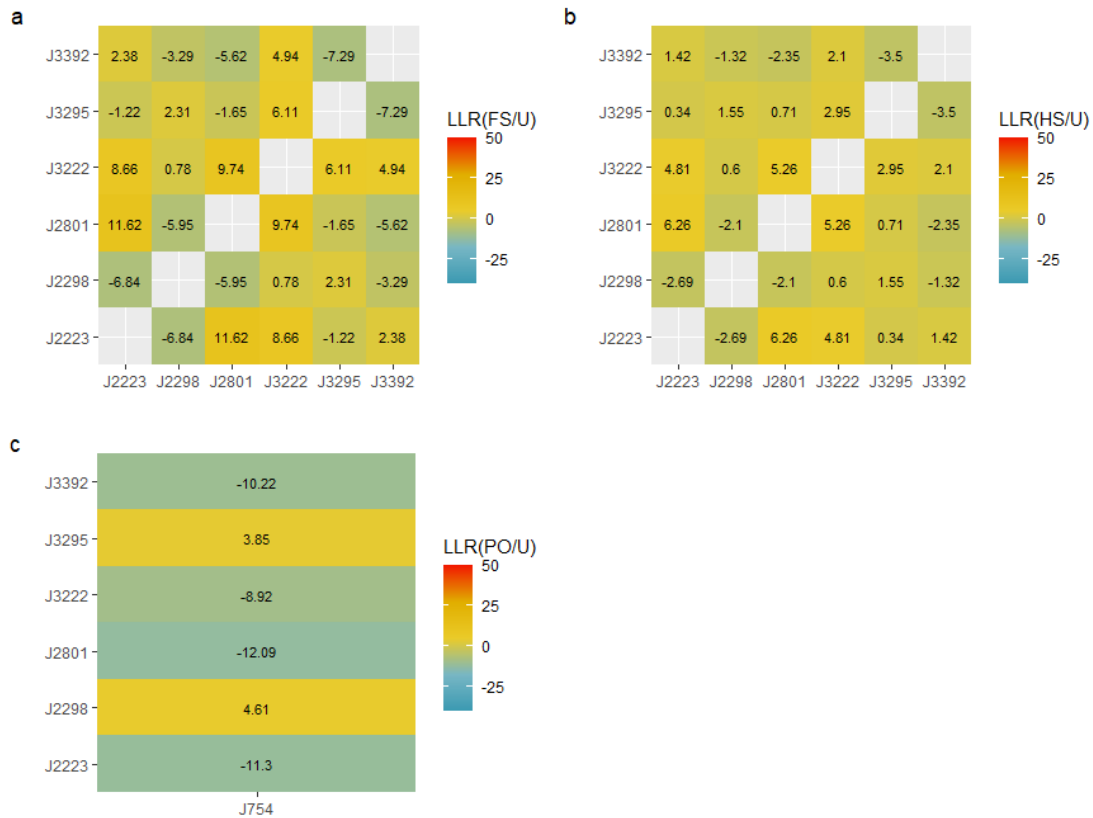 a
J3392 2.38 -3.29 -5.62 4.94 -7.29
J3295 -1.22 2.31 -1.65 6.11 -7.29
J3222 8.66 0.78 9.74 6.11 4.94
J2801 11.62 -5.95 9.74 -1.65 -5.62
J2298 -6.84 -5.95 0.78 2.31 -3.29
J2223 -6.84 11.62 8.66 -1.22 2.38
J2223 J2298 J2801 J3222 J3295 J3392
LLR(FS/U)
50
25
0
-25
b
J3392 1.42 -1.32 -2.35 2.1 -3.5
J3295 0.34 1.55 0.71 2.95 -3.5
J3222 4.81 0.6 5.26 2.95 2.1
J2801 6.26 -2.1 5.26 0.71 -2.35
J2298 -2.69 -2.1 0.6 1.55 -1.32
J2223 -2.69 6.26 4.81 0.34 1.42
J2223 J2298 J2801 J3222 J3295 J3392
LLR(HS/U)
50
25
0
-25
c
J3392 -10.22
J3295 3.85
J3222 -8.92
J2801 -12.09
J2298 4.61
J2223 -11.3
J754
LLR(PO/U)
50
25
0
-25